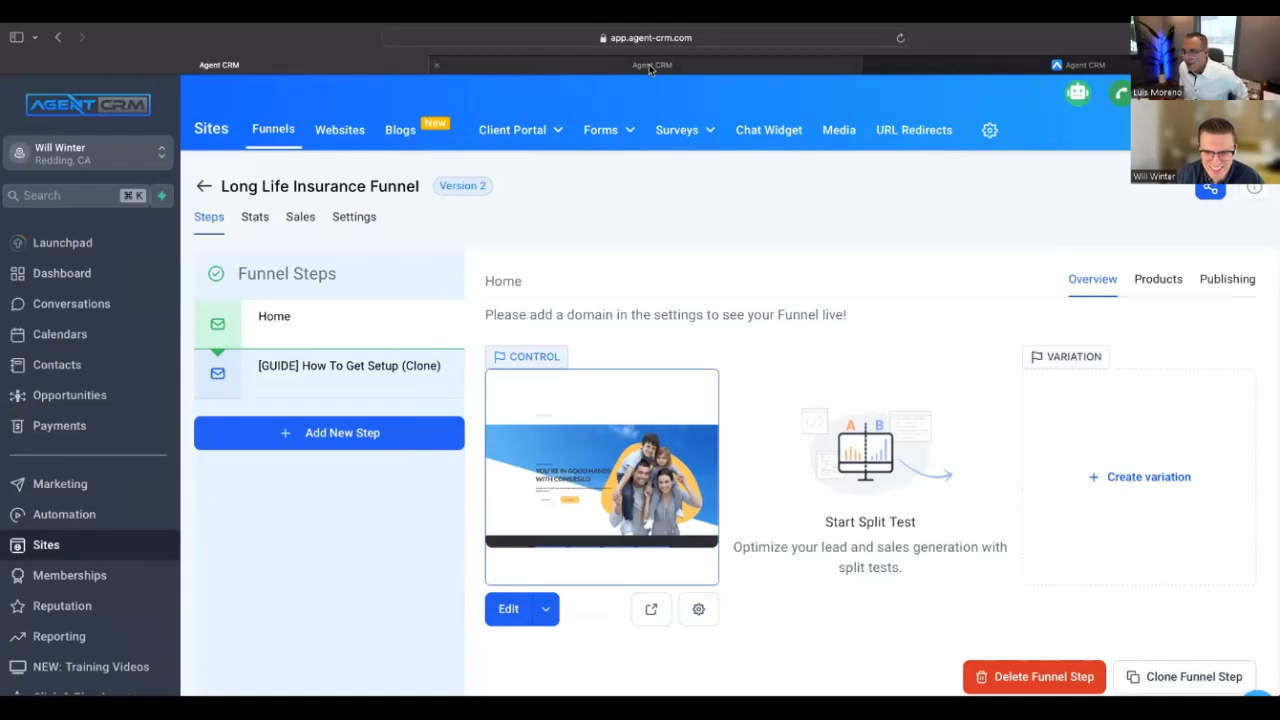 app.agent-crm.com
Agent CRM
Agent CRM
Agent CRM
Luis Moreno
Will Winter
AGENT CRM
Will Winter
Redding, CA
Search
⌘ K
Launchpad
Dashboard
Conversations
Calendars
Contacts
Opportunities
Payments
Marketing
Automation
Sites
Memberships
Reputation
Reporting
NEW: Training Videos
Sites
Funnels
Websites
Blogs
New
Client Portal
Forms
Surveys
Chat Widget
Media
URL Redirects
Long Life Insurance Funnel
Version 2
Steps
Stats
Sales
Settings
Funnel Steps
Home
[GUIDE] How To Get Setup (Clone)
+ Add New Step
Home
Overview
Products
Publishing
Please add a domain in the settings to see your Funnel live!
CONTROL
YOU'RE IN GOOD HANDS
Edit
A B
Start Split Test
Optimize your lead and sales generation with
split tests.
VARIATION
+ Create variation
Delete Funnel Step
Clone Funnel Step